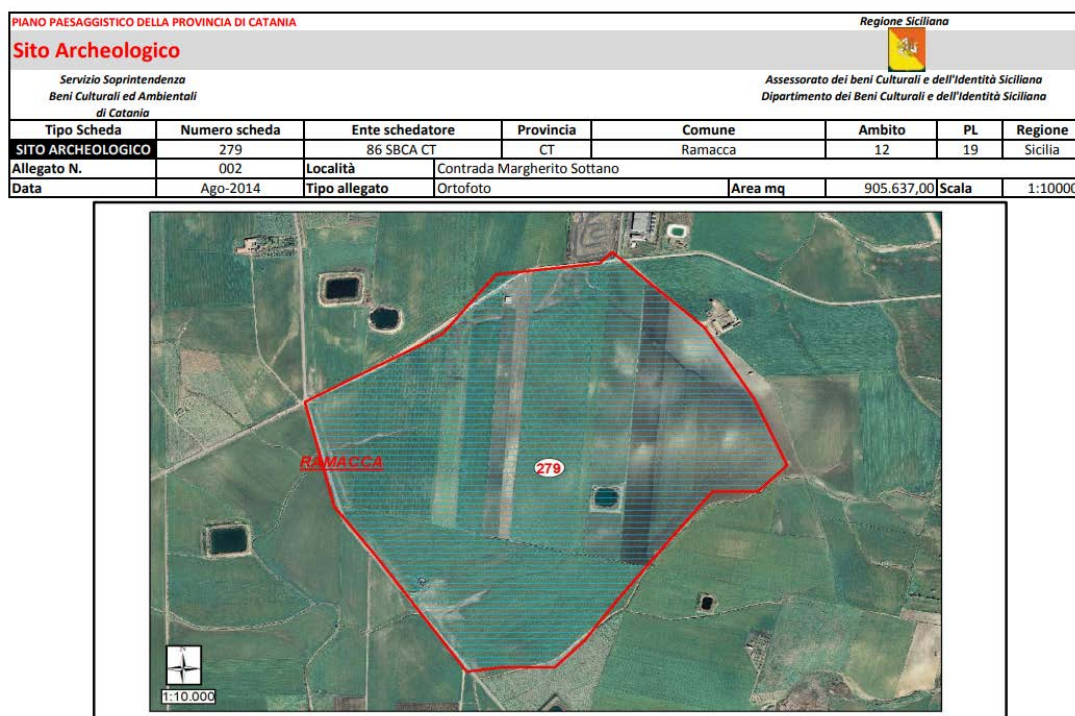 PIANO PAESAGGISTICO DELLA PROVINCIA DI CATANIA
Regione Siciliana
Sito Archeologico
Servizio Soprintendenza
Beni Culturali ed Ambientali
di Catania
Assessorato dei beni Culturali e dell'Identità Siciliana
Dipartimento dei Beni Culturali e dell'Identità Siciliana
Tipo Scheda Numero scheda Ente schedatore Provincia Comune Ambito PL Regione
SITO ARCHEOLOGICO 279 86 SBCA CT CT Ramacca 12 19 Sicilia
Allegato N. 002 Località Contrada Margherito Sottano
Data Ago-2014 Tipo allegato Ortofoto Area mq 905.637,00 Scala 1:10000
RAMACCA
279
1:10.000